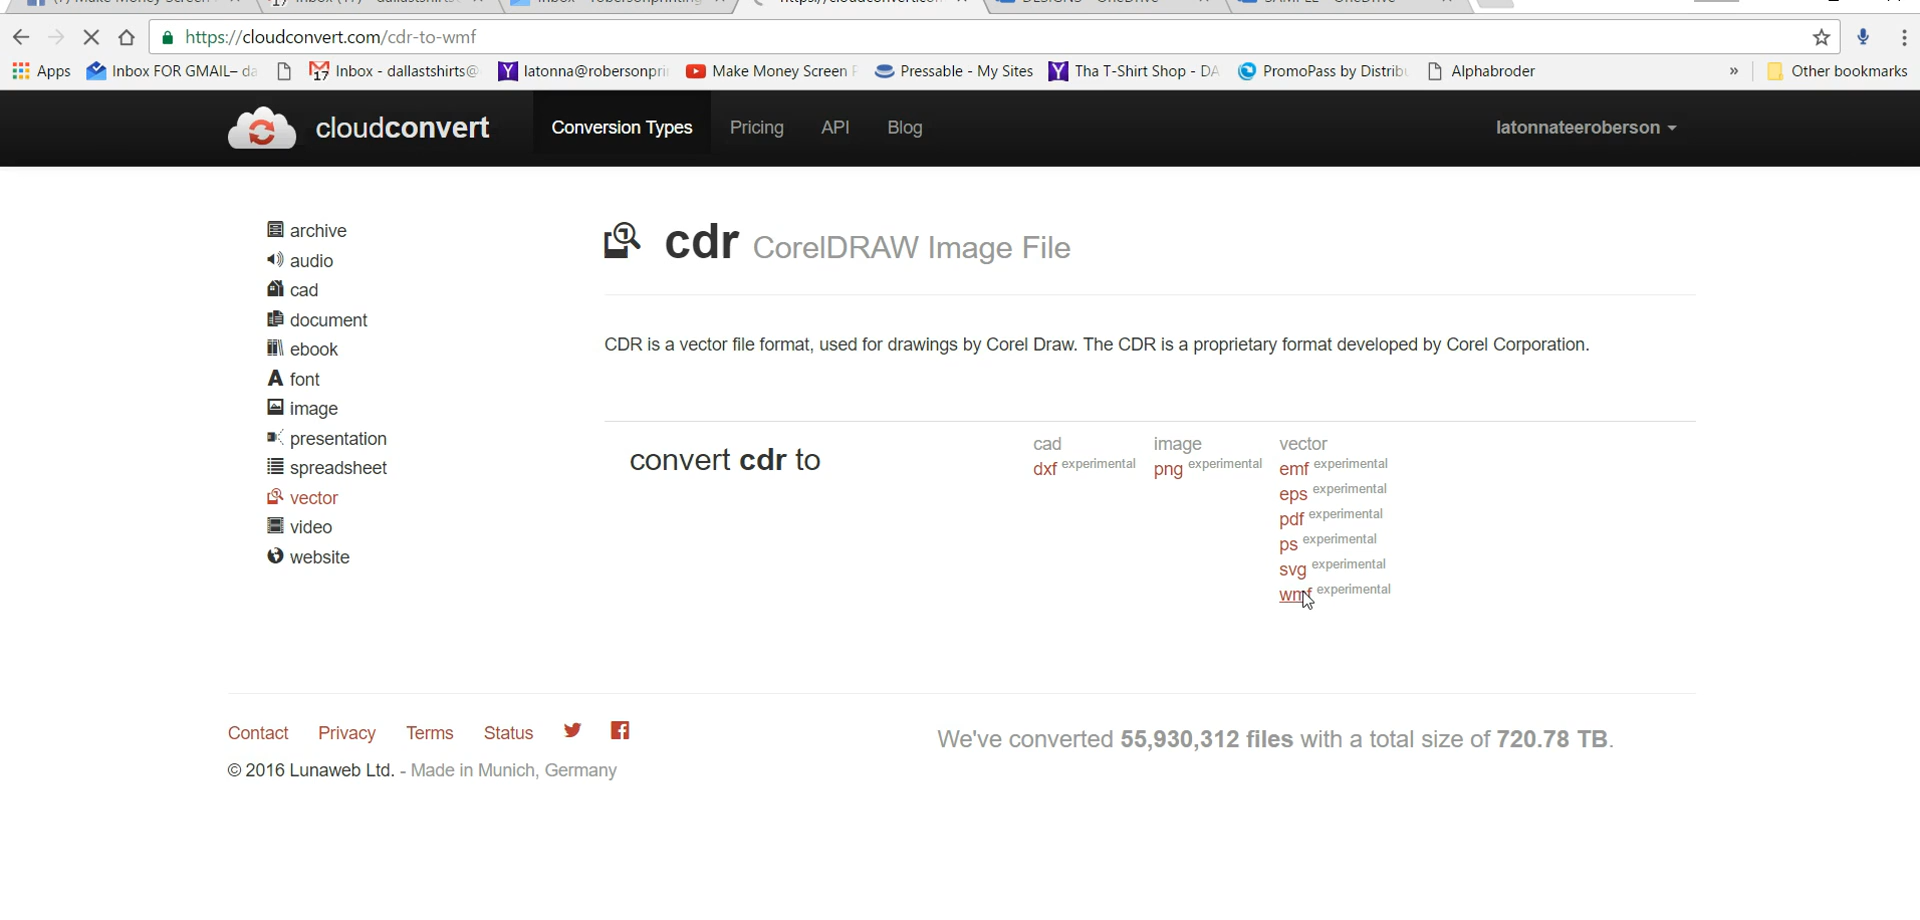 https://cloudconvert.com/cdr-to-wmf
Apps Inbox FOR GMAIL– da Inbox - dallastshirts@ latonna@robersonpri Make Money Screen P Pressable - My Sites Tha T-Shirt Shop - DA PromoPass by Distribu Alphabroder » Other bookmarks
cloudconvert Conversion Types Pricing API Blog latonnateeroberson
archive
audio
cad
document
ebook
font
image
presentation
spreadsheet
vector
video
website
cdr CorelDRAW Image File
CDR is a vector file format, used for drawings by Corel Draw. The CDR is a proprietary format developed by Corel Corporation.
convert cdr to
cad
dxf experimental
image
png experimental
vector
emf experimental
eps experimental
pdf experimental
ps experimental
svg experimental
wmf experimental
Contact Privacy Terms Status
© 2016 Lunaweb Ltd. - Made in Munich, Germany
We've converted 55,930,312 files with a total size of 720.78 TB.